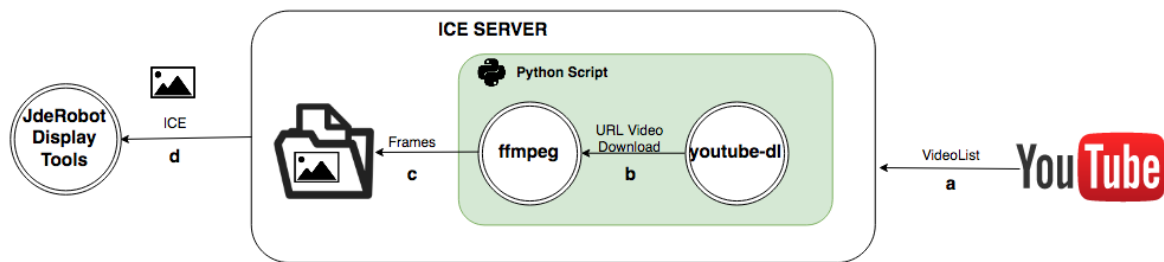 ICE SERVER
Python Script
JdeRobot
Display
Tools
ICE
d
Frames
c
ffmpeg
URL Video
Download
b
youtube-dl
VideoList
a
YouTube